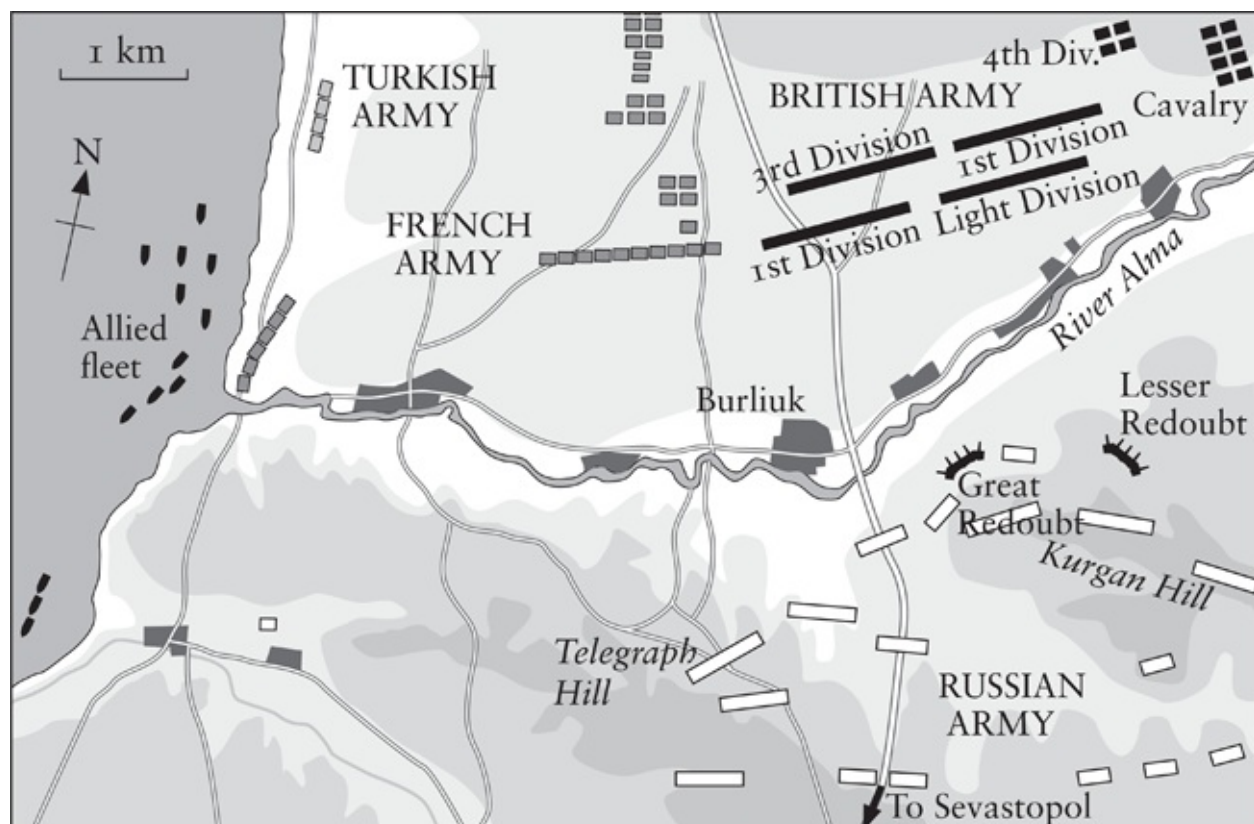 1 km
N
TURKISH
ARMY
4th Div.
BRITISH ARMY
Cavalry
3rd Division
1st Division
FRENCH
ARMY
1st Division
Light Division
Allied
fleet
River Alma
Burliuk
Lesser
Redoubt
Great
Redoubt
Kurgan Hill
Telegraph
Hill
RUSSIAN
ARMY
To Sevastopol